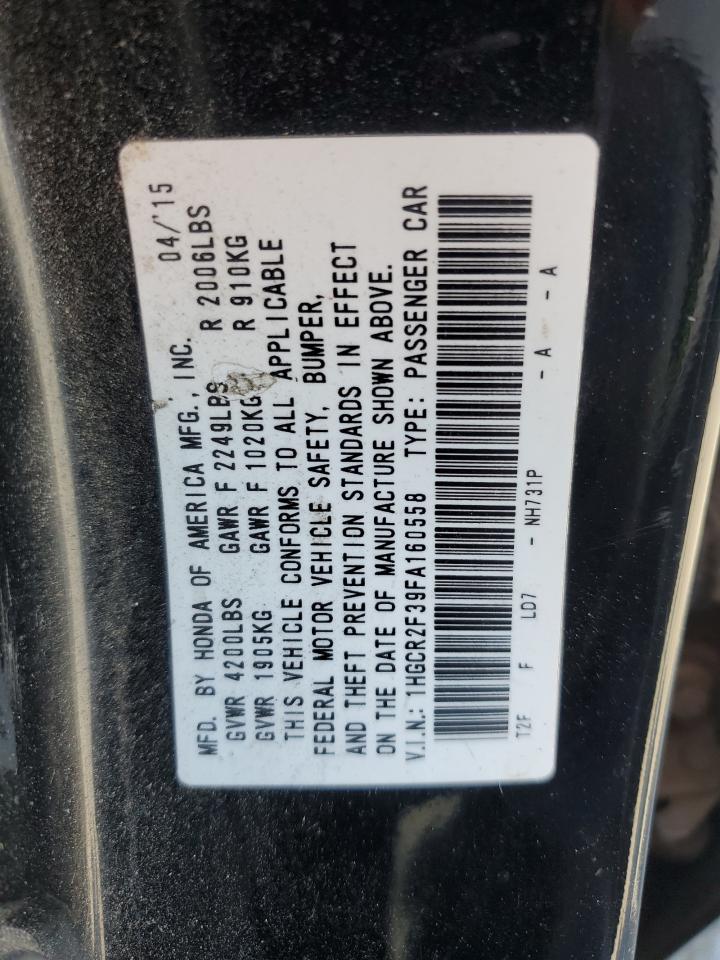 MFD. BY HONDA OF AMERICA MFG., INC. 04/'15
GVWR 4200LBS GAWR F 2249LBS R 2006LBS
GVWR 1905KG GAWR F 1020KG R 910KG
THIS VEHICLE CONFORMS TO ALL APPLICABLE
FEDERAL MOTOR VEHICLE SAFETY, BUMPER,
AND THEFT PREVENTION STANDARDS IN EFFECT
ON THE DATE OF MANUFACTURE SHOWN ABOVE.
V.I.N.: 1HGCR2F39FA160558 TYPE: PASSENGER CAR
T2F F LD7 - NH731P - A - A